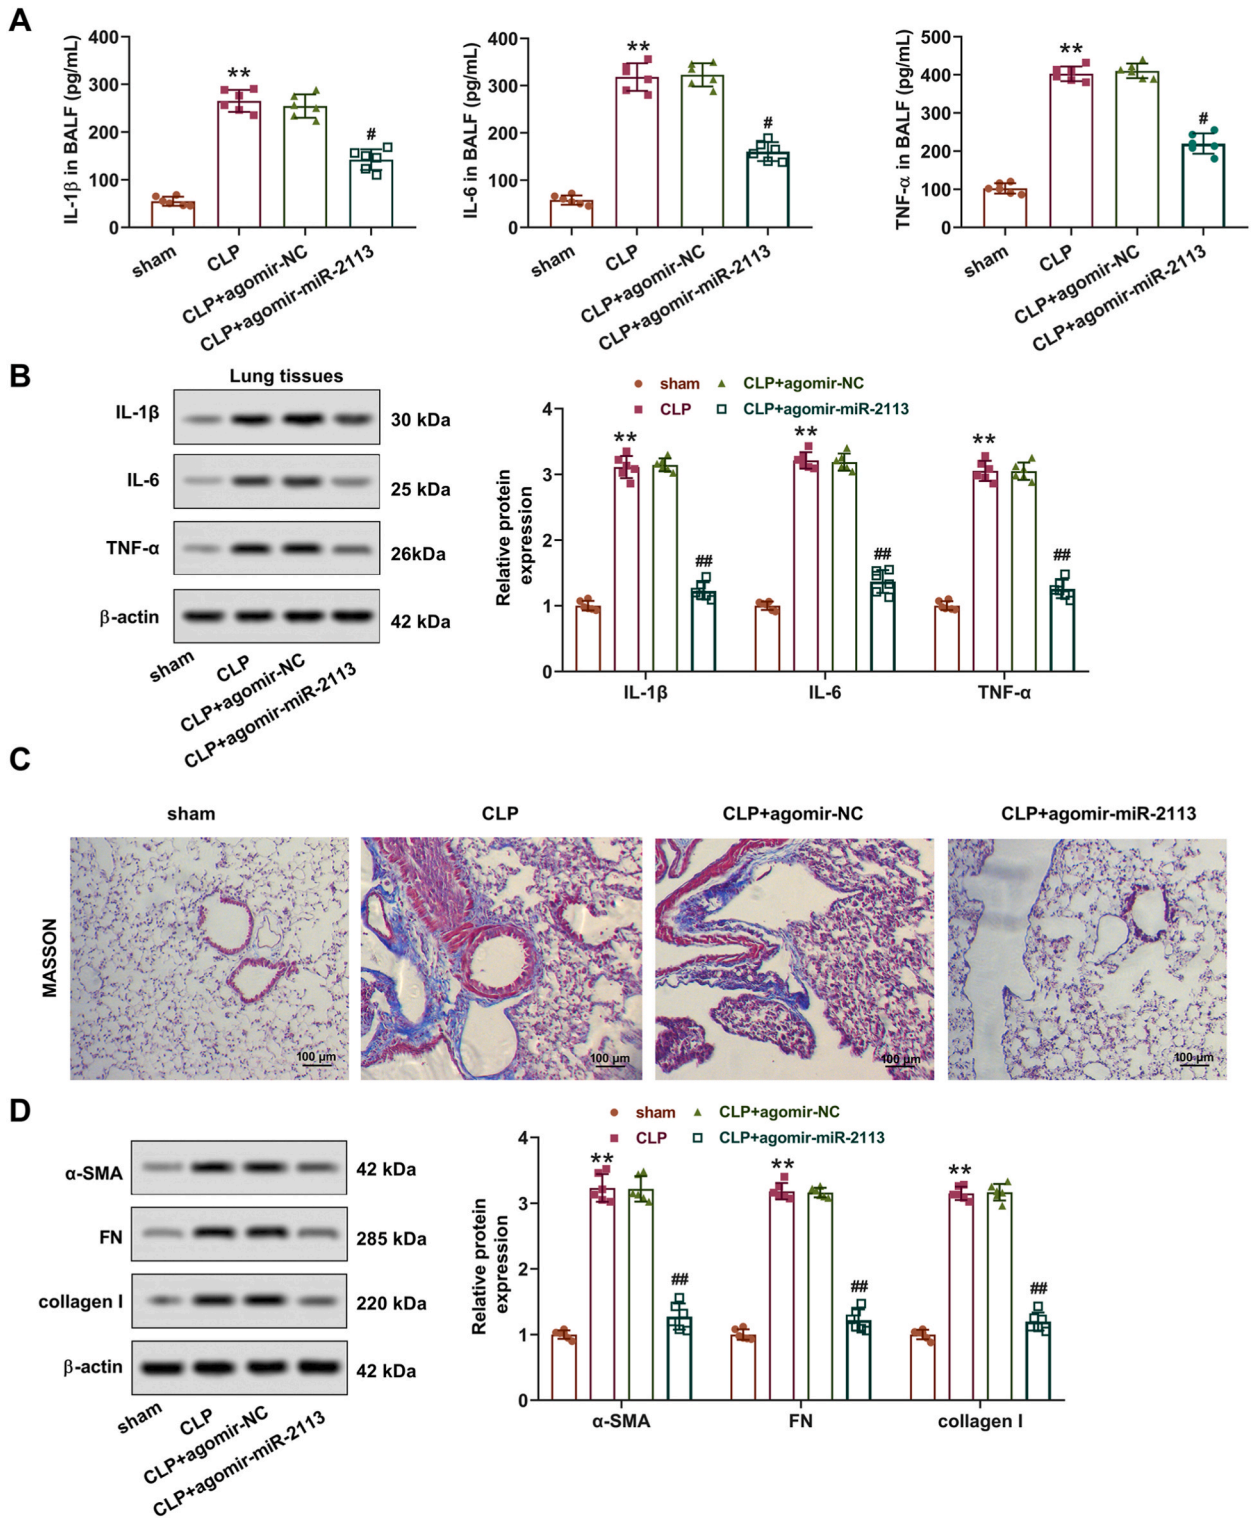 A
IL-1β in BALF (pg/mL)
400
300
200
100
0
**
#
sham
CLP
CLP+agomir-NC
CLP+agomir-miR-2113
IL-6 in BALF (pg/mL)
400
300
200
100
0
**
#
sham
CLP
CLP+agomir-NC
CLP+agomir-miR-2113
TNF-α in BALF (pg/mL)
500
400
300
200
100
0
**
#
sham
CLP
CLP+agomir-NC
CLP+agomir-miR-2113
B
Lung tissues
IL-1β 30 kDa
IL-6 25 kDa
TNF-α 26kDa
β-actin 42 kDa
sham
CLP
CLP+agomir-NC
CLP+agomir-miR-2113
sham CLP+agomir-NC
CLP CLP+agomir-miR-2113
Relative protein
expression
4
3
2
1
0
** ** **
## ## ##
IL-1β IL-6 TNF-α
C
sham CLP CLP+agomir-NC CLP+agomir-miR-2113
MASSON
100 μm 100 μm 100 μm 100 μm
D
α-SMA 42 kDa
FN 285 kDa
collagen I 220 kDa
β-actin 42 kDa
sham
CLP
CLP+agomir-NC
CLP+agomir-miR-2113
sham CLP+agomir-NC
CLP CLP+agomir-miR-2113
Relative protein
expression
4
3
2
1
0
** ** **
## ## ##
α-SMA FN collagen I